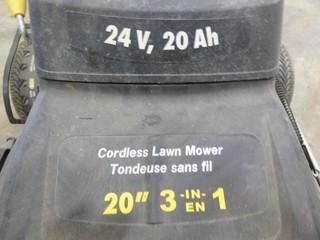 24 V, 20 Ah
Cordless Lawn Mower
Tondeuse sans fil
20" 3 -IN- EN 1